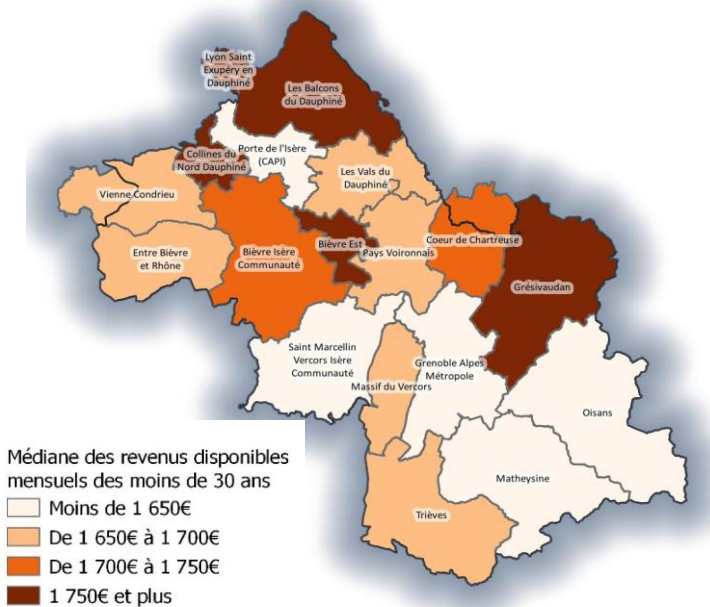 Lyon Saint
Exupéry en
Dauphiné
Les Balcons
du Dauphiné
Porte de l'Isère
(CAPI)
Collines du
Nord Dauphiné
Les Vals du
Dauphiné
Vienne Condrieu
Entre Bièvre
et Rhône
Bièvre Isère
Communauté
Bièvre Est
Pays Voironnais
Coeur de Chartreuse
Grésivaudan
Saint Marcellin
Vercors Isère
Communauté
Grenoble Alpes
Métropole
Massif du Vercors
Oisans
Matheysine
Trièves
Médiane des revenus disponibles
mensuels des moins de 30 ans
Moins de 1 650€
De 1 650€ à 1 700€
De 1 700€ à 1 750€
1 750€ et plus